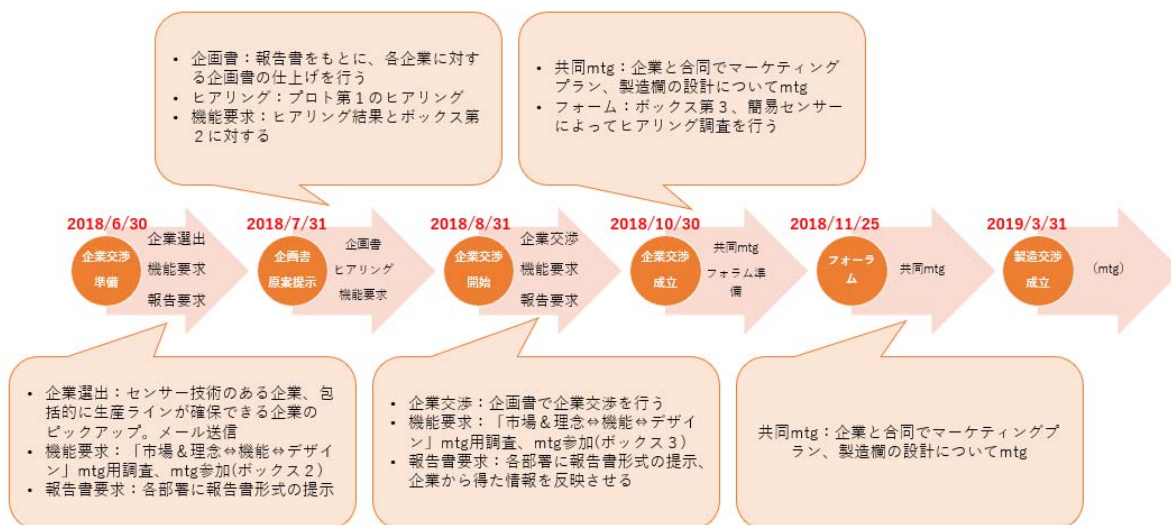 • 企画書：報告書をもとに、各企業に対す
る企画書の仕上げを行う
• ヒアリング：プロト第１のヒアリング
• 機能要求：ヒアリング結果とボックス第
２に対する
• 共同mtg：企業と合同でマーケティング
プラン、製造欄の設計についてmtg
• フォーム：ボックス第３、簡易センサー
によってヒアリング調査を行う
2018/6/30
企業交渉
準備
企業選出
機能要求
報告要求
2018/7/31
企画書
原案提示
企画書
ヒアリング
機能要求
2018/8/31
企業交渉
開始
企業交渉
機能要求
報告要求
2018/10/30
企業交渉
成立
共同mtg
フォラム準
備
2018/11/25
フォーラ
ム
共同mtg
2019/3/31
製造交渉
成立
（mtg）
• 企業選出：センサー技術のある企業、包
括的に生産ラインが確保できる企業の
ピックアップ。メール送信
• 機能要求：「市場＆理念⇔機能⇔デザイ
ン」mtg用調査、mtg参加(ボックス２)
• 報告書要求：各部署に報告書形式の提示
• 企業交渉：企画書で企業交渉を行う
• 機能要求：「市場＆理念⇔機能⇔デザイ
ン」mtg用調査、mtg参加(ボックス３)
• 報告書要求：各部署に報告書形式の提示、
企業から得た情報を反映させる
共同mtg：企業と合同でマーケティングプ
ラン、製造欄の設計についてmtg